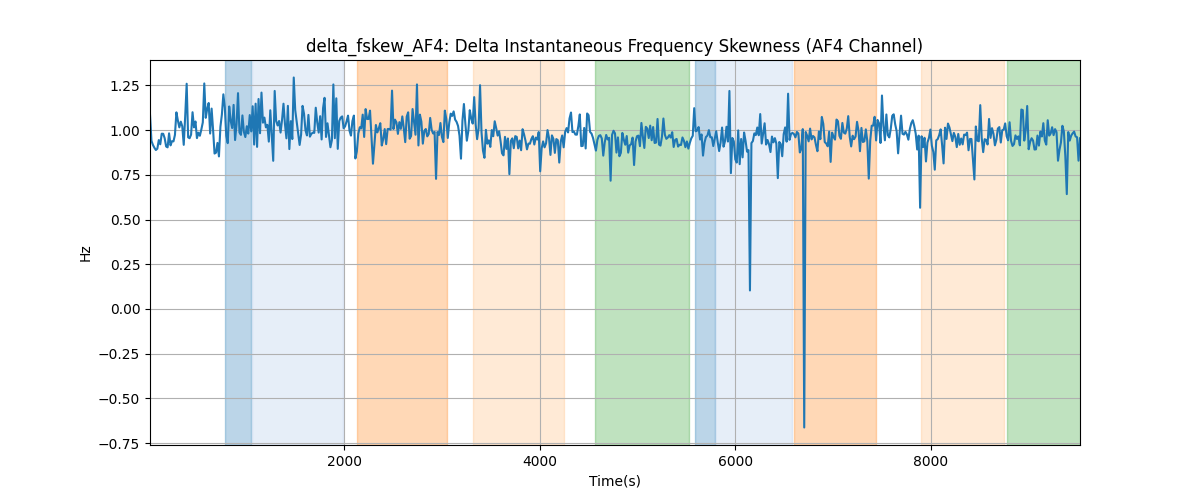 delta_fskew_AF4: Delta Instantaneous Frequency Skewness (AF4 Channel)
1.25
1.00
0.75
0.50
0.25
0.00
−0.25
−0.50
−0.75
Hz
2000 4000 6000 8000
Time(s)